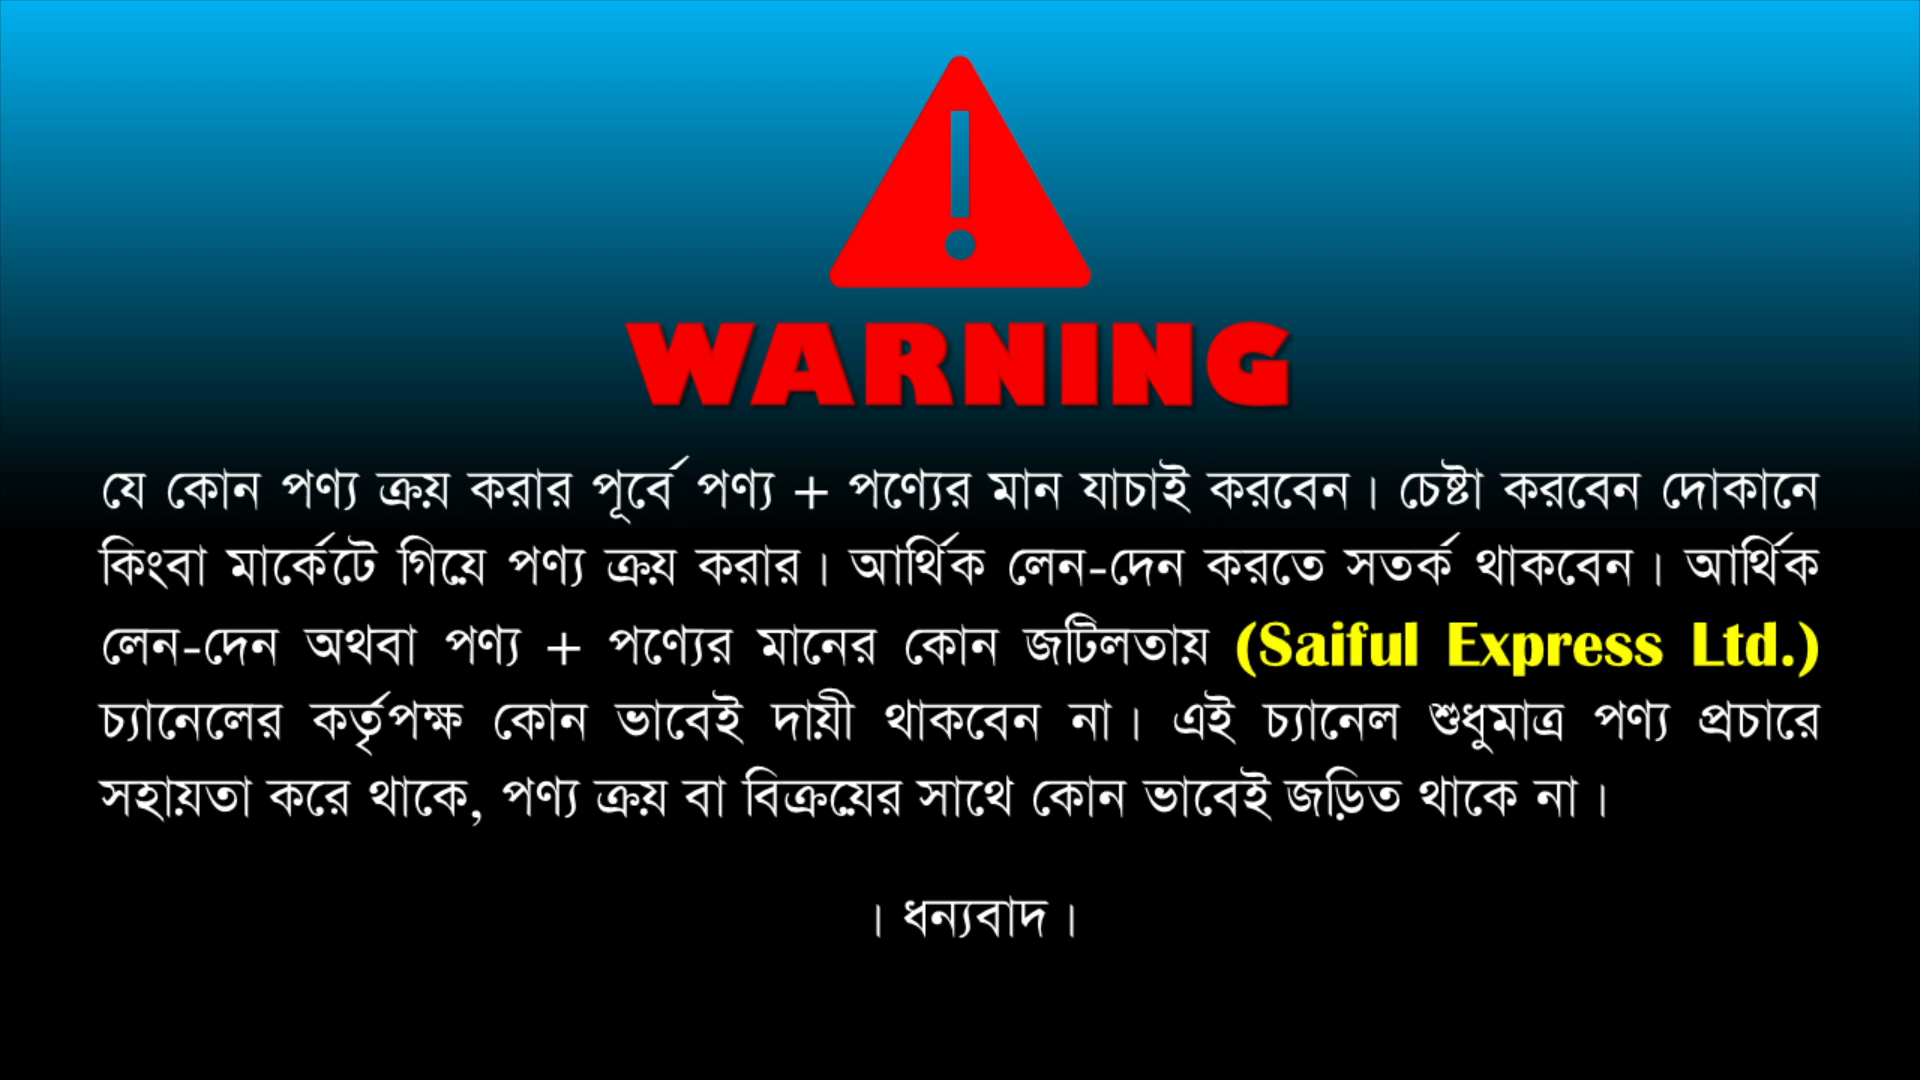 WARNING
যে কোন পণ্য ক্রয় করার পূর্বে পণ্য + পণ্যের মান যাচাই করবেন। চেষ্টা করবেন দোকানে
কিংবা মার্কেটে গিয়ে পণ্য ক্রয় করার। আর্থিক লেন-দেন করতে সতর্ক থাকবেন। আর্থিক
লেন-দেন অথবা পণ্য + পণ্যের মানের কোন জটিলতায় (Saiful Express Ltd.)
চ্যানেলের কর্তৃপক্ষ কোন ভাবেই দায়ী থাকবেন না। এই চ্যানেল শুধুমাত্র পণ্য প্রচারে
সহায়তা করে থাকে, পণ্য ক্রয় বা বিক্রয়ের সাথে কোন ভাবেই জড়িত থাকে না।
। ধন্যবাদ ।